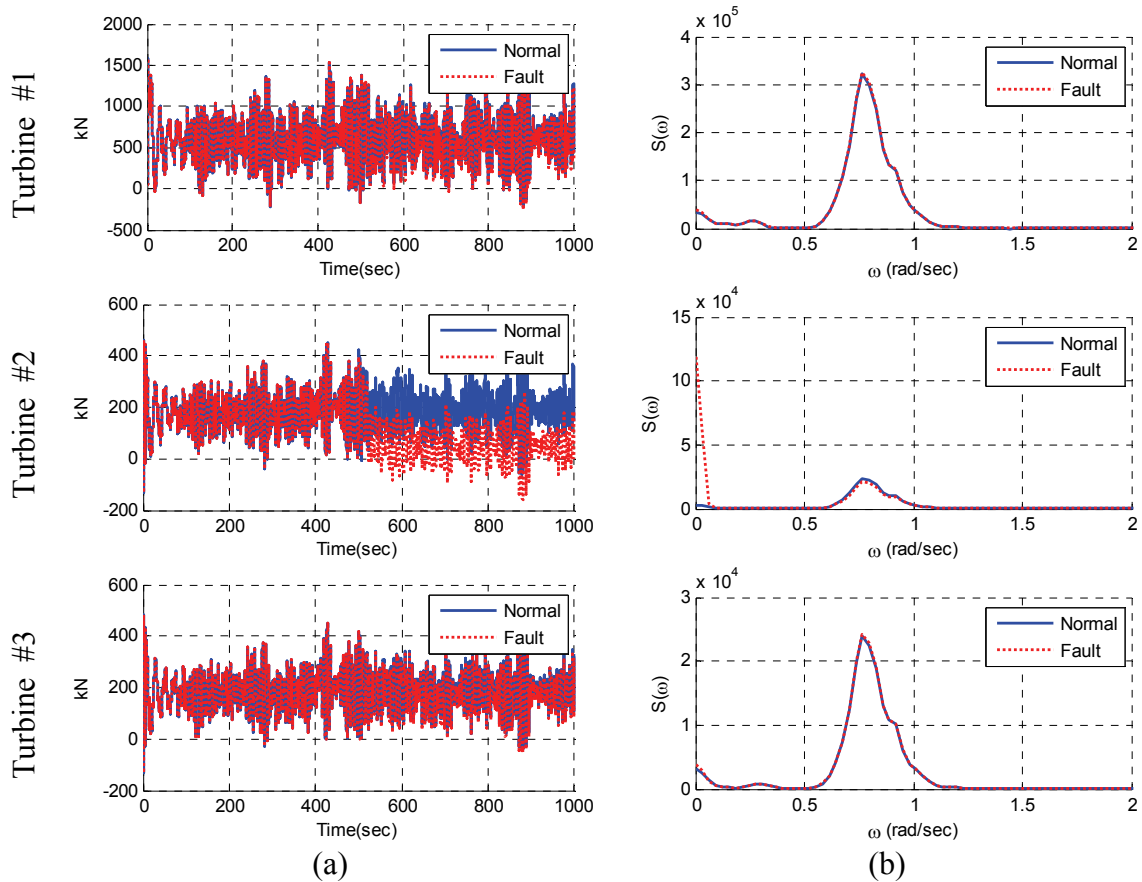 Turbine #1
2000
1500
1000
500
0
-500
kN
0 200 400 600 800 1000
Time(sec)
Normal
Fault
x 10^5
4
3
2
1
0
S(ω)
0 0.5 1 1.5 2
ω (rad/sec)
Normal
Fault
Turbine #2
600
400
200
0
-200
kN
0 200 400 600 800 1000
Time(sec)
Normal
Fault
x 10^4
15
10
5
0
S(ω)
0 0.5 1 1.5 2
ω (rad/sec)
Normal
Fault
Turbine #3
600
400
200
0
-200
kN
0 200 400 600 800 1000
Time(sec)
Normal
Fault
x 10^4
3
2
1
0
S(ω)
0 0.5 1 1.5 2
ω (rad/sec)
Normal
Fault
(a)
(b)